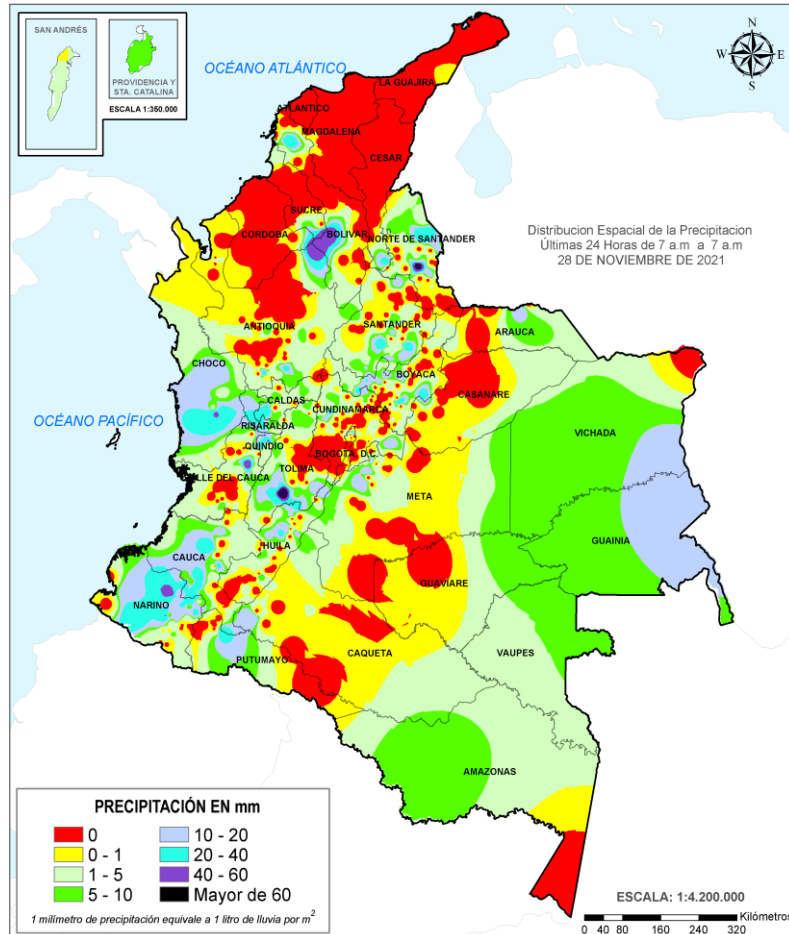 SAN ANDRÉS
PROVIDENCIA Y
STA. CATALINA
ESCALA 1:350.000
OCÉANO ATLÁNTICO
N
W
E
S
LA GUAJIRA
ATLANTICO
MAGDALENA
CESAR
SUCRE
CORDOBA
BOLIVAR
NORTE DE SANTANDER
Distribucion Espacial de la Precipitacion
Últimas 24 Horas de 7 a.m a 7 a.m
28 DE NOVIEMBRE DE 2021
ANTIOQUIA
SANTANDER
ARAUCA
CHOCO
BOYACA
CASANARE
CALDAS
CUNDINAMARCA
OCÉANO PACÍFICO
RISARALDA
VICHADA
QUINDIO
BOGOTA, D.C.
TOLIMA
VALLE DEL CAUCA
META
GUAINIA
HUILA
CAUCA
GUAVIARE
NARINO
CAQUETA
VAUPES
PUTUMAYO
AMAZONAS
PRECIPITACIÓN EN mm
0
0 - 1
1 - 5
5 - 10
10 - 20
20 - 40
40 - 60
Mayor de 60
1 milímetro de precipitación equivale a 1 litro de lluvia por m²
ESCALA: 1:4.200.000
Kilómetros
0 40 80 160 240 320